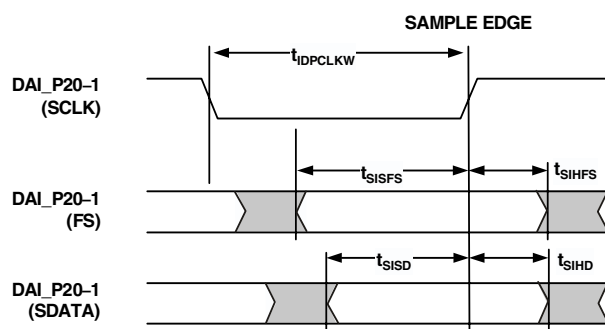 SAMPLE EDGE
tIDPCLKW
DAI_P20–1
(SCLK)
tSISFS
tSIHFS
DAI_P20–1
(FS)
tSISD
tSIHD
DAI_P20–1
(SDATA)